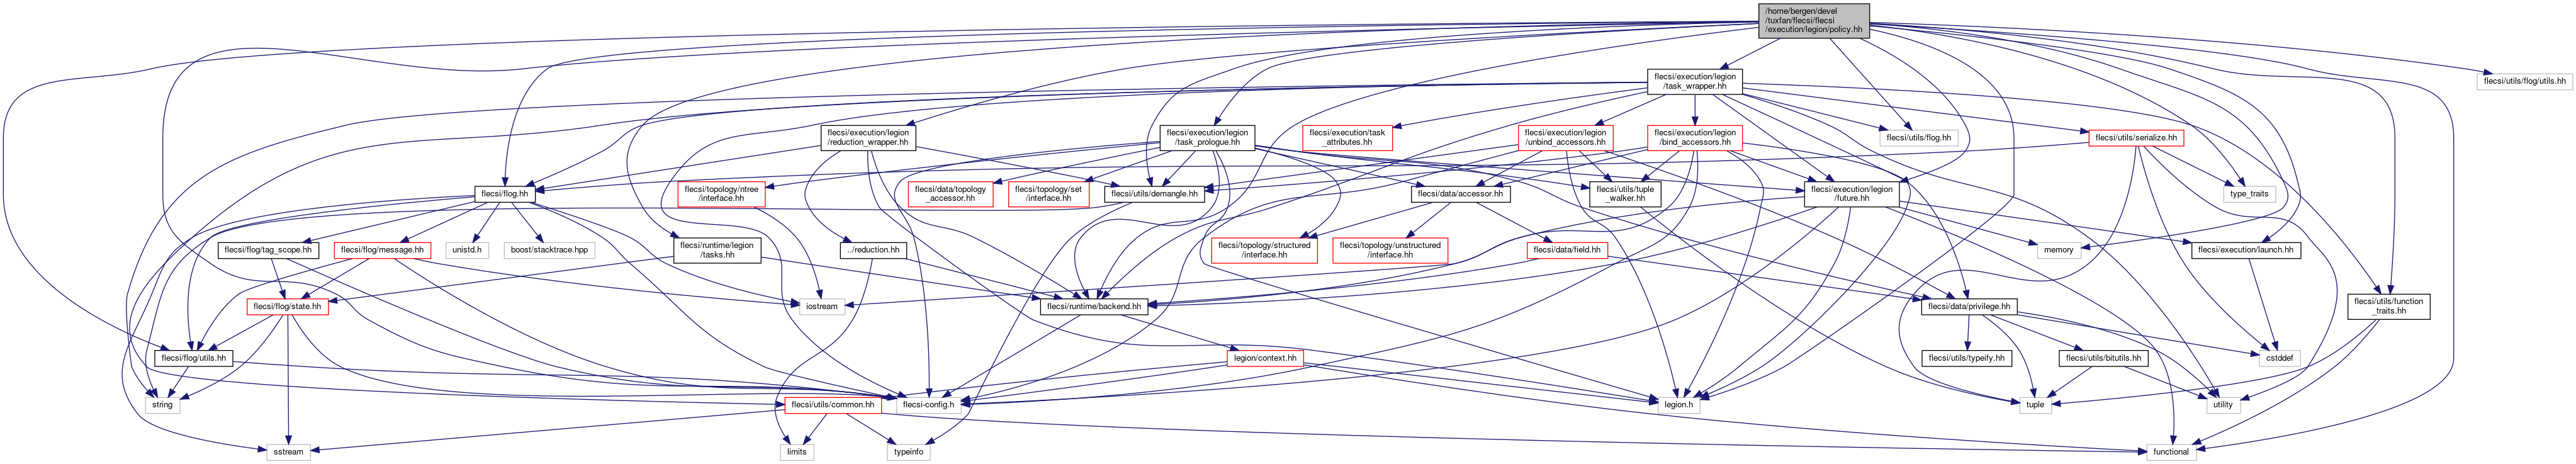 /home/bergen/devel
/tuxfan/flecsi/flecsi
/execution/legion/policy.hh
flecsi/execution/legion
/task_wrapper.hh
flecsi/utils/flog/utils.hh
flecsi/execution/legion
/reduction_wrapper.hh
flecsi/execution/legion
/task_prologue.hh
flecsi/execution/task
_attributes.hh
flecsi/execution/legion
/unbind_accessors.hh
flecsi/execution/legion
/bind_accessors.hh
flecsi/utils/flog.hh
flecsi/utils/serialize.hh
flecsi/flog.hh
flecsi/topology/ntree
/interface.hh
flecsi/data/topology
_accessor.hh
flecsi/topology/set
/interface.hh
flecsi/utils/demangle.hh
flecsi/data/accessor.hh
flecsi/utils/tuple
_walker.hh
flecsi/execution/legion
/future.hh
type_traits
flecsi/flog/tag_scope.hh
flecsi/flog/message.hh
unistd.h
boost/stacktrace.hpp
flecsi/runtime/legion
/tasks.hh
../reduction.hh
flecsi/topology/structured
/interface.hh
flecsi/topology/unstructured
/interface.hh
flecsi/data/field.hh
memory
flecsi/execution/launch.hh
flecsi/flog/state.hh
iostream
flecsi/runtime/backend.hh
flecsi/data/privilege.hh
flecsi/utils/function
_traits.hh
flecsi/flog/utils.hh
legion/context.hh
flecsi/utils/typeify.hh
flecsi/utils/bitutils.hh
cstddef
string
flecsi/utils/common.hh
flecsi-config.h
legion.h
tuple
utility
sstream
limits
typeinfo
functional